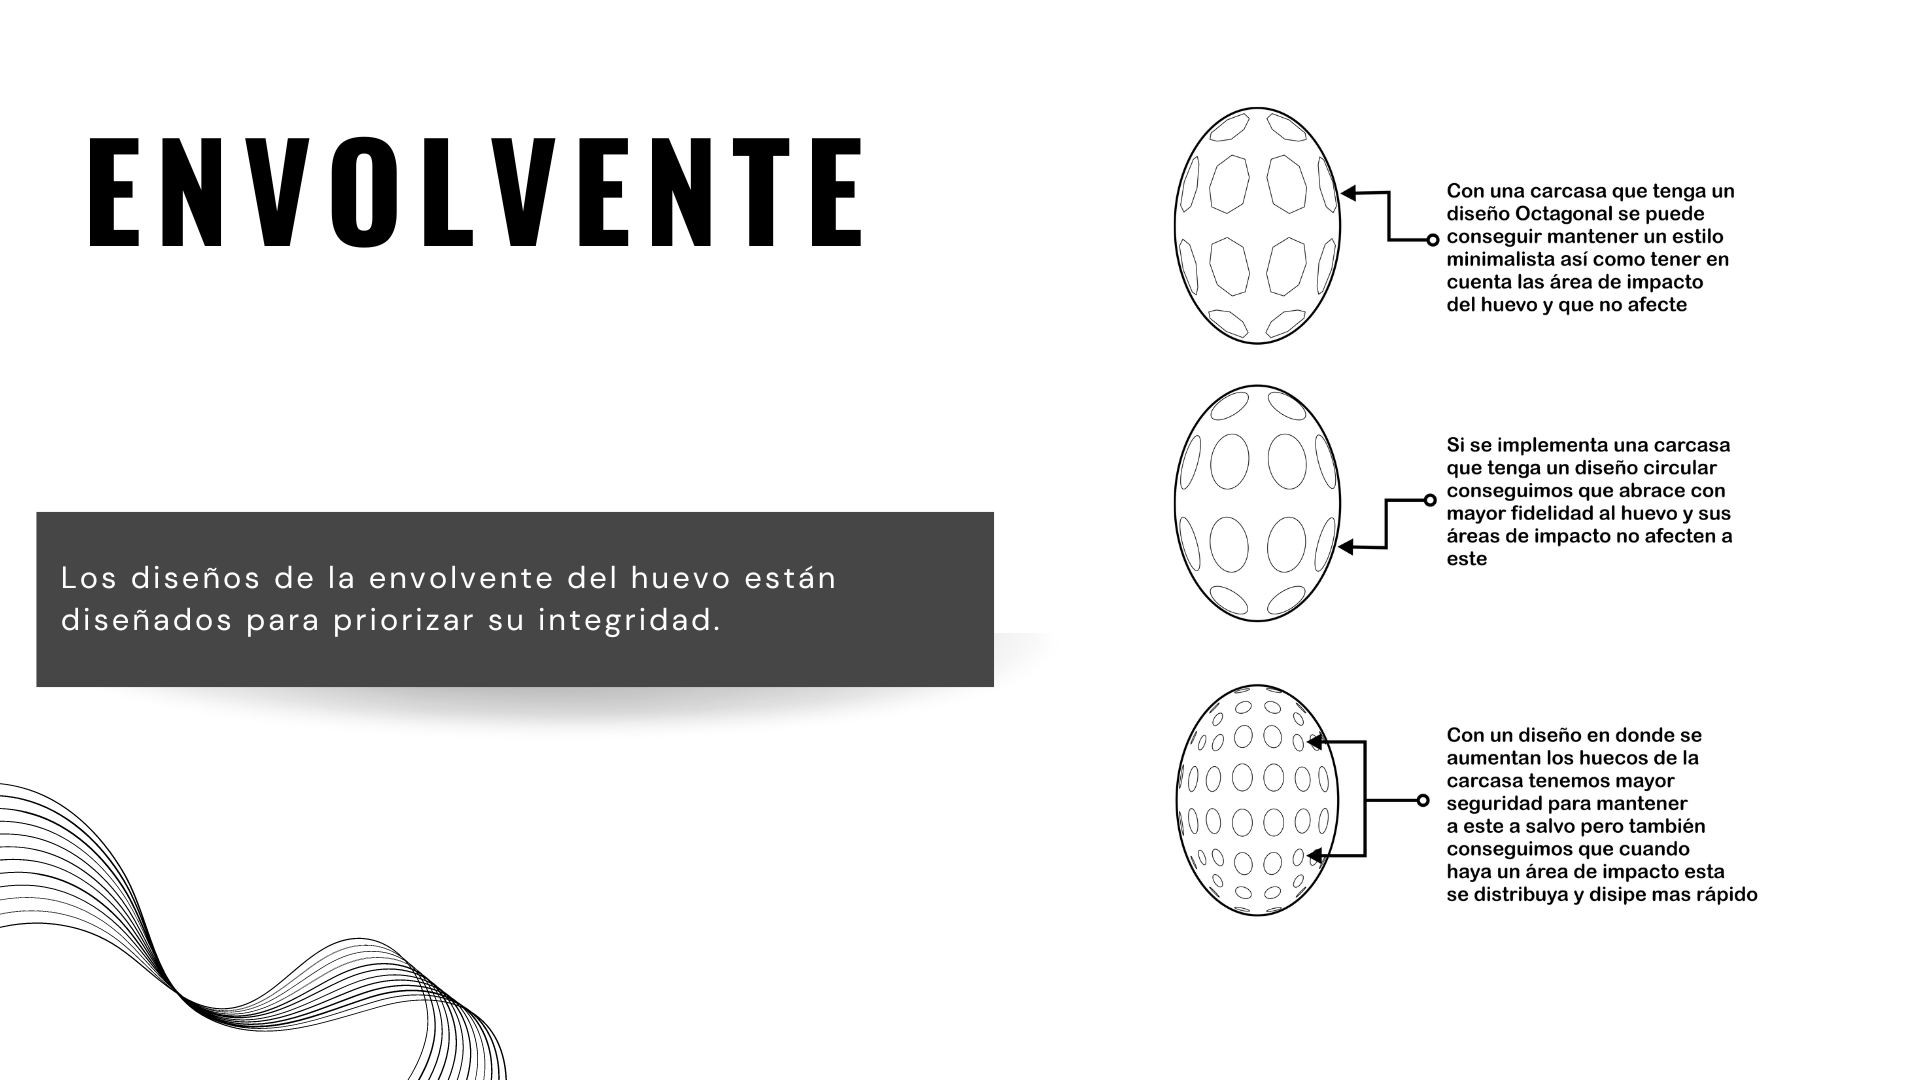 ENVOLVENTE
Los diseños de la envolvente del huevo están
diseñados para priorizar su integridad.
Con una carcasa que tenga un
diseño Octagonal se puede
conseguir mantener un estilo
minimalista así como tener en
cuenta las área de impacto
del huevo y que no afecte
Si se implementa una carcasa
que tenga un diseño circular
conseguimos que abrace con
mayor fidelidad al huevo y sus
áreas de impacto no afecten a
este
Con un diseño en donde se
aumentan los huecos de la
carcasa tenemos mayor
seguridad para mantener
a este a salvo pero también
conseguimos que cuando
haya un área de impacto esta
se distribuya y disipe mas rápido